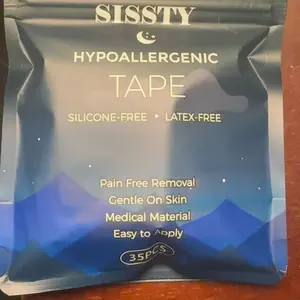 SISSTY
HYPOALLERGENIC
TAPE
SILICONE-FREE • LATEX-FREE
Pain Free Removal
Gentle On Skin
Medical Material
Easy to Apply
35PCS